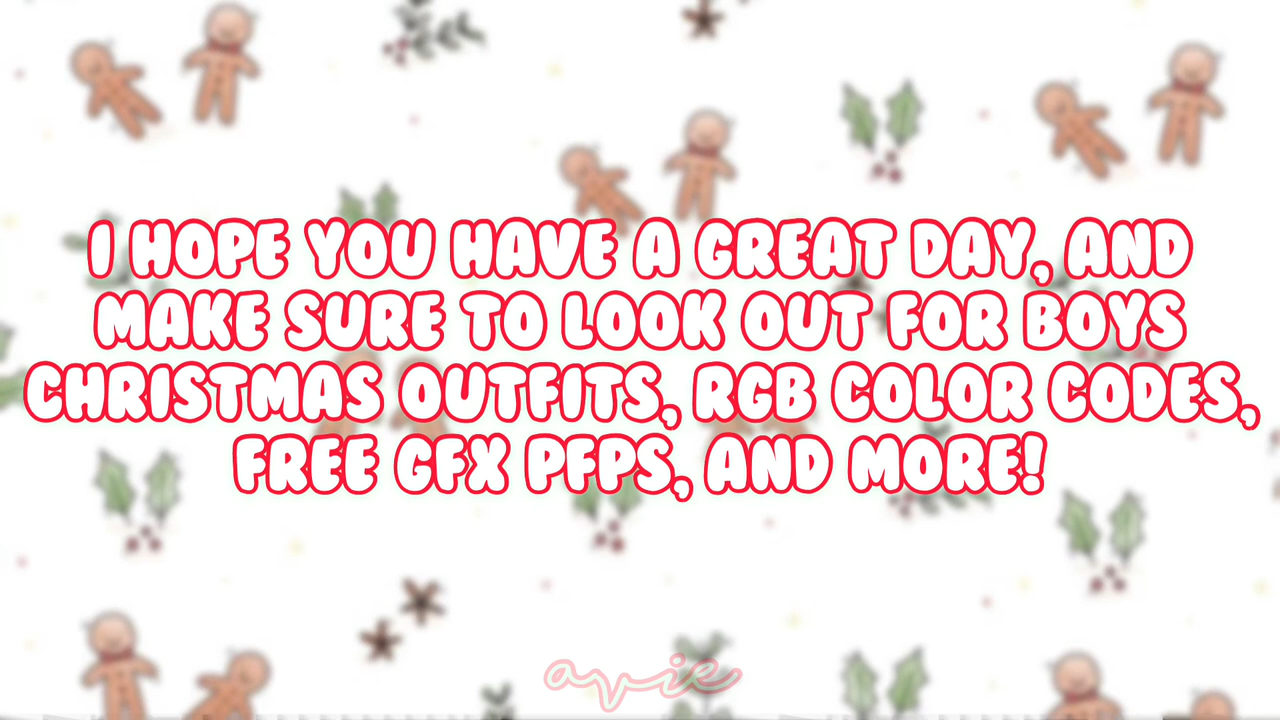 I HOPE YOU HAVE A GREAT DAY, AND
MAKE SURE TO LOOK OUT FOR BOYS
CHRISTMAS OUTFITS, RGB COLOR CODES,
FREE GFX PFPS, AND MORE!
avie